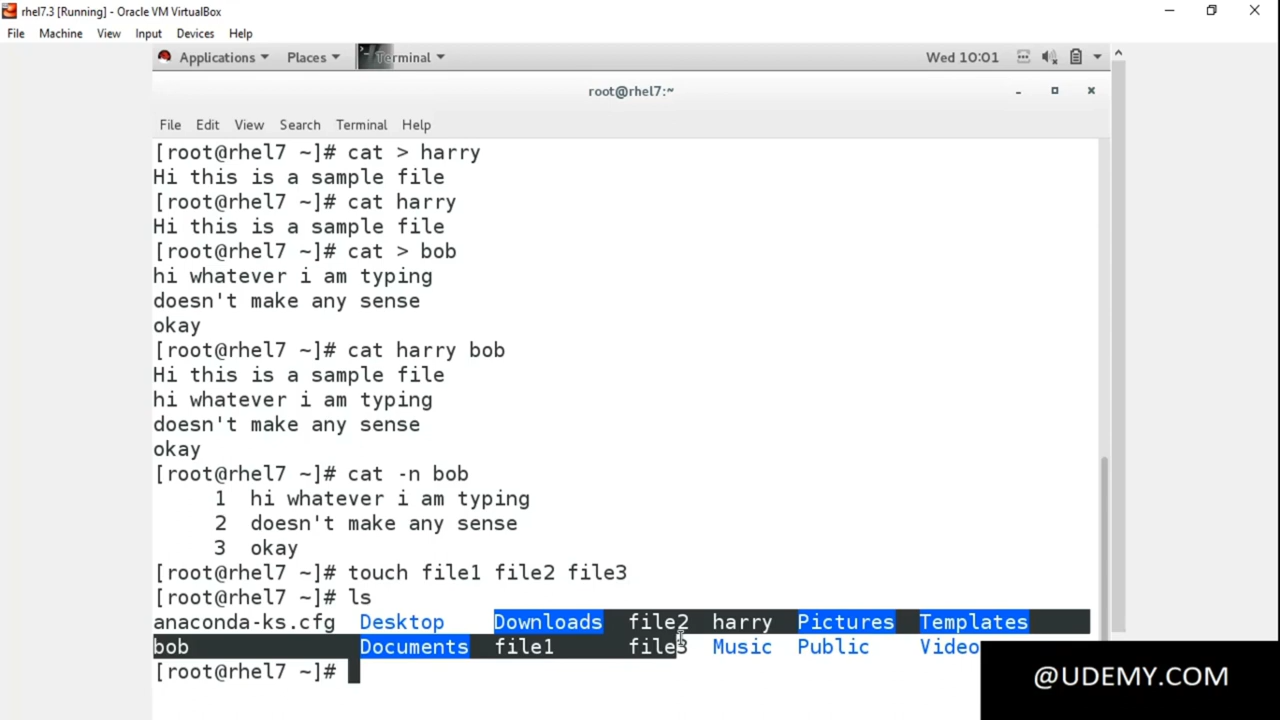 rhel7.3 [Running] - Oracle VM VirtualBox
File Machine View Input Devices Help
Applications Places Terminal Wed 10:01
root@rhel7:~
File Edit View Search Terminal Help
[root@rhel7 ~]# cat > harry
Hi this is a sample file
[root@rhel7 ~]# cat harry
Hi this is a sample file
[root@rhel7 ~]# cat > bob
hi whatever i am typing
doesn't make any sense
okay
[root@rhel7 ~]# cat harry bob
Hi this is a sample file
hi whatever i am typing
doesn't make any sense
okay
[root@rhel7 ~]# cat -n bob
1 hi whatever i am typing
2 doesn't make any sense
3 okay
[root@rhel7 ~]# touch file1 file2 file3
[root@rhel7 ~]# ls
anaconda-ks.cfg Desktop Downloads file2 harry Pictures Templates
bob Documents file1 file3 Music Public Video
[root@rhel7 ~]#
@UDEMY.COM